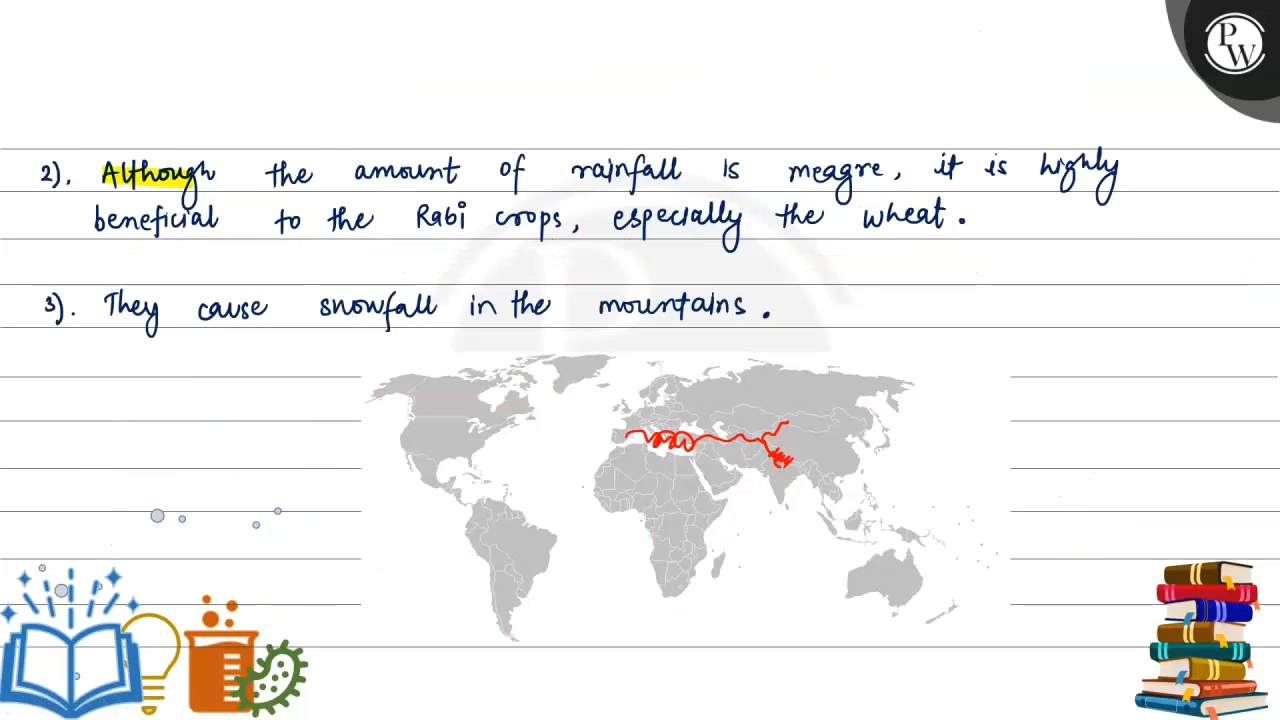 PW
2). Although the amount of rainfall is meagre, it is highly
beneficial to the Rabi crops, especially the wheat.
3). They cause snowfall in the mountains.